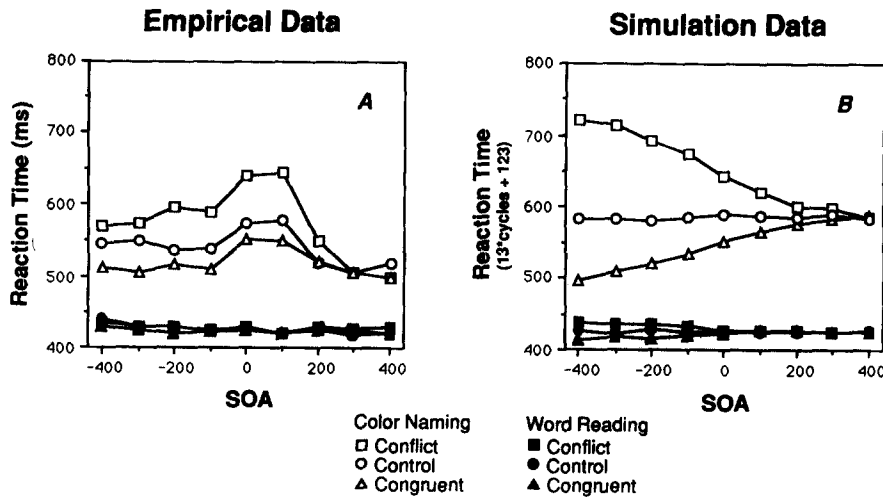 Empirical Data
Simulation Data
800
700
600
500
400
Reaction Time (ms)
A
-400
-200
0
200
400
SOA
800
700
600
500
400
Reaction Time
(13*cycles + 123)
B
-400
-200
0
200
400
SOA
Color Naming
Conflict
Control
Congruent
Word Reading
Conflict
Control
Congruent